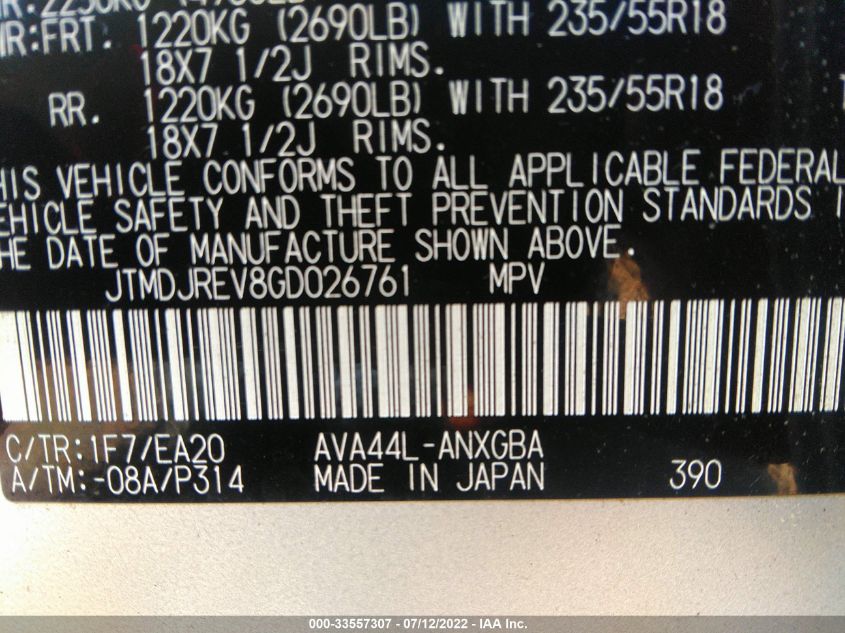 WR:FRT. 1220KG (2690LB) WITH 235/55R18
18X7 1/2J RIMS.
RR. 1220KG (2690LB) WITH 235/55R18
18X7 1/2J RIMS.
HIS VEHICLE CONFORMS TO ALL APPLICABLE FEDERAL
EHICLE SAFETY AND THEFT PREVENTION STANDARDS I
HE DATE OF MANUFACTURE SHOWN ABOVE.
JTMDJREV8GD026761 MPV
C/TR:1F7/EA20 AVA44L-ANXGBA
A/TM:-08A/P314 MADE IN JAPAN 390
000-33557307 - 07/12/2022 - IAA Inc.